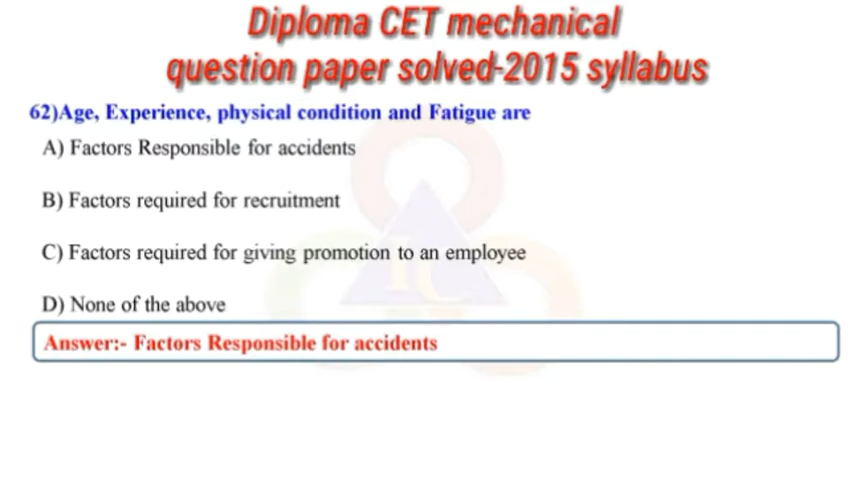 Diploma CET mechanical
question paper solved-2015 syllabus
62)Age, Experience, physical condition and Fatigue are
A) Factors Responsible for accidents
B) Factors required for recruitment
C) Factors required for giving promotion to an employee
D) None of the above
Answer:- Factors Responsible for accidents